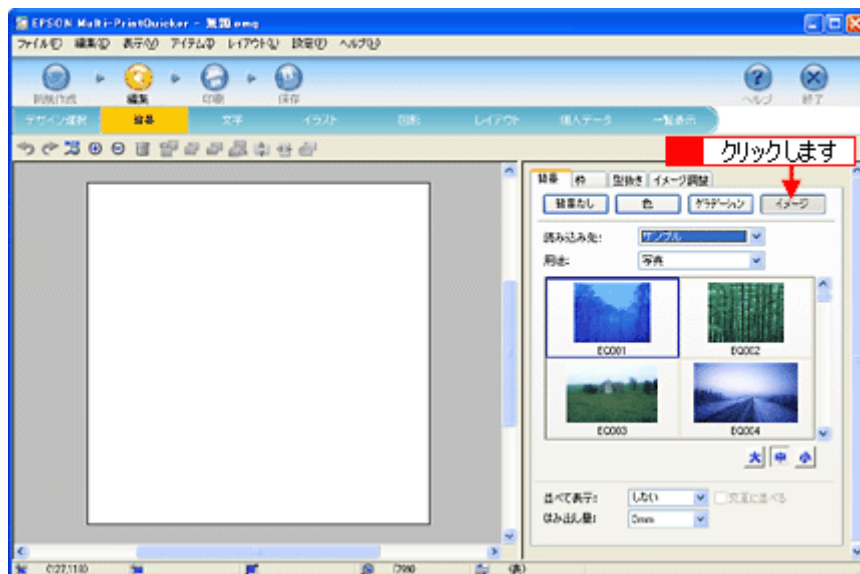 EPSON Multi-PrintQuicker - 無題.omq
ファイル(F) 編集(E) 表示(V) アイテム(I) レイアウト(L) 設定(T) ヘルプ(H)
新規作成 編集 印刷 保存 ヘルプ 終了
デザイン選択 背景 文字 イラスト 図形 レイアウト 差込データ 一覧表示
クリックします
背景 枠 型抜き イメージ調整
背景なし 色 グラデーション イメージ
読み込み先: サンプル
用途: 写真
EQ001 EQ002
EQ003 EQ004
大 中 小
並べて表示: しない 交互に並べる
はみ出し量: 0mm